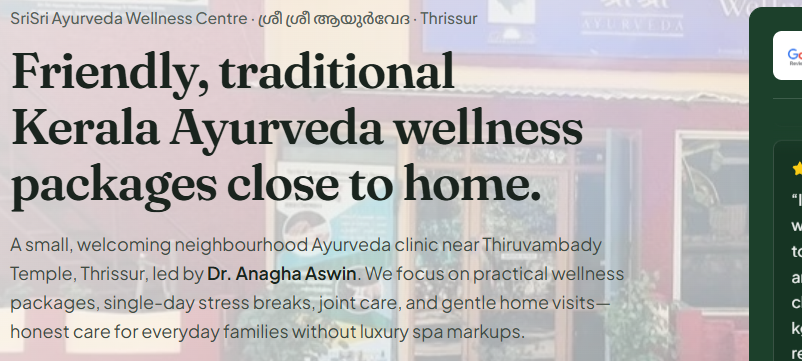 SriSri Ayurveda Wellness Centre · ശ്രീ ശ്രീ ആയുർവേദ · Thrissur
Friendly, traditional
Kerala Ayurveda wellness
packages close to home.
A small, welcoming neighbourhood Ayurveda clinic near Thiruvambady
Temple, Thrissur, led by Dr. Anagha Aswin. We focus on practical wellness
packages, single-day stress breaks, joint care, and gentle home visits—
honest care for everyday families without luxury spa markups.
AYURVEDA